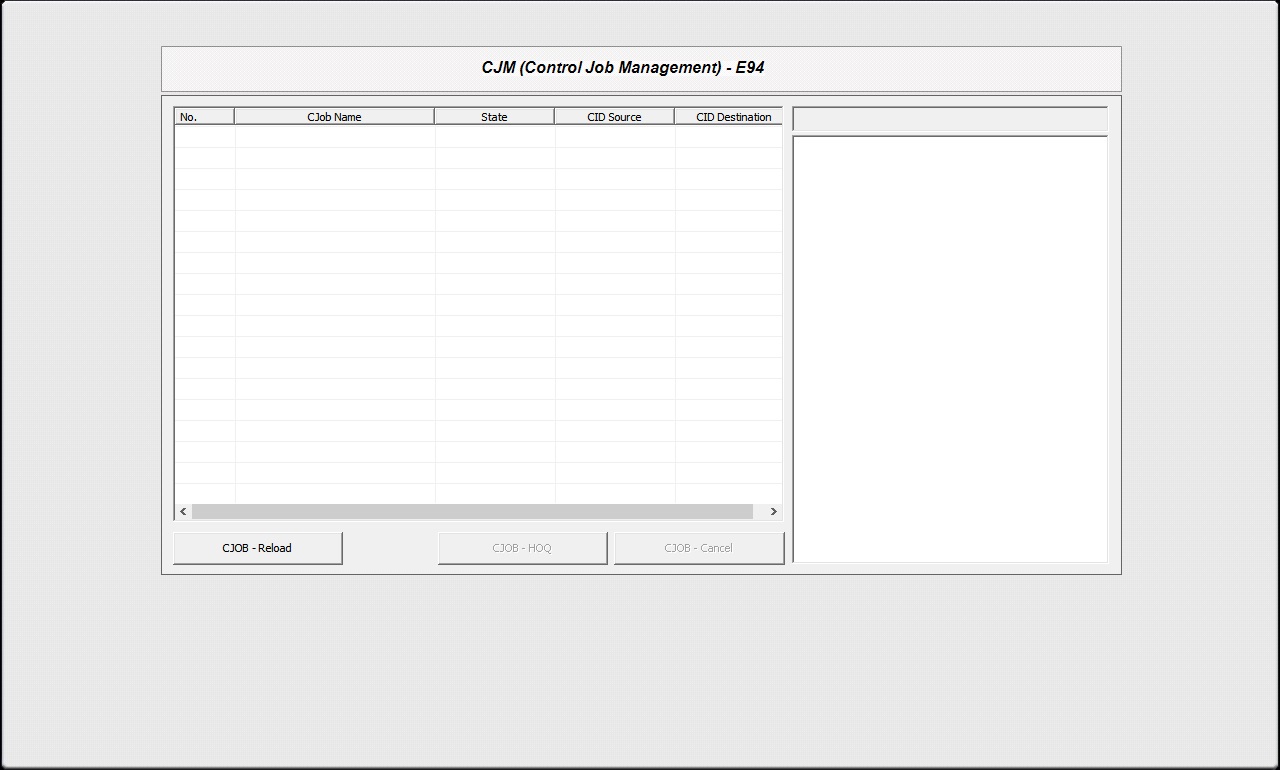 CJM (Control Job Management) - E94
No. CJob Name State CID Source CID Destination
CJOB - Reload CJOB - HOQ CJOB - Cancel